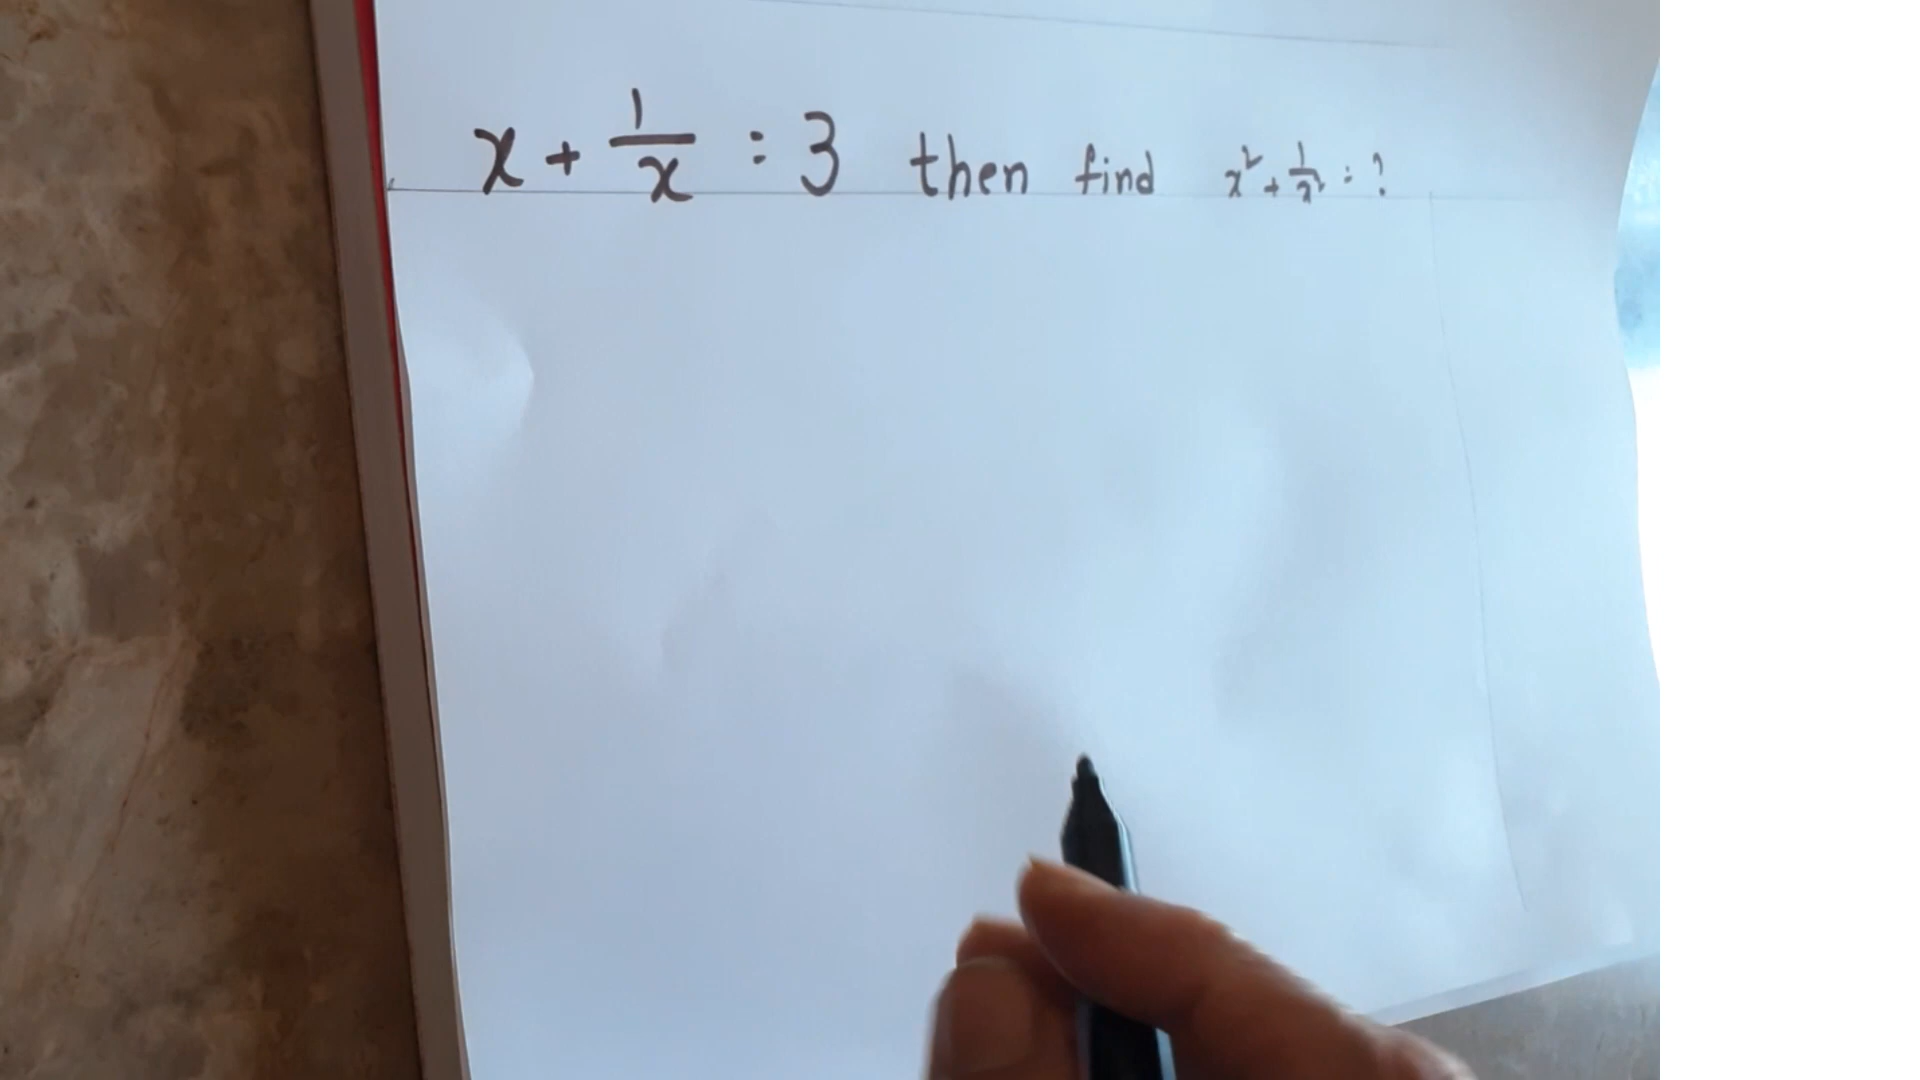 x + 1/x = 3 then find x² + 1/x² = ?